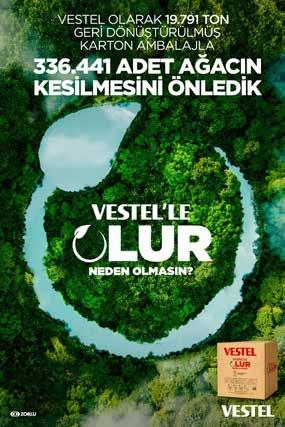 VESTEL OLARAK 19.791 TON
GERİ DÖNÜŞTÜRÜLMÜŞ
KARTON AMBALAJLA
336.441 ADET AĞACIN
KESİLMESİNİ ÖNLEDİK
VESTEL'LE
OLUR
NEDEN OLMASIN?
VESTEL
OLUR
ZORLU
VESTEL